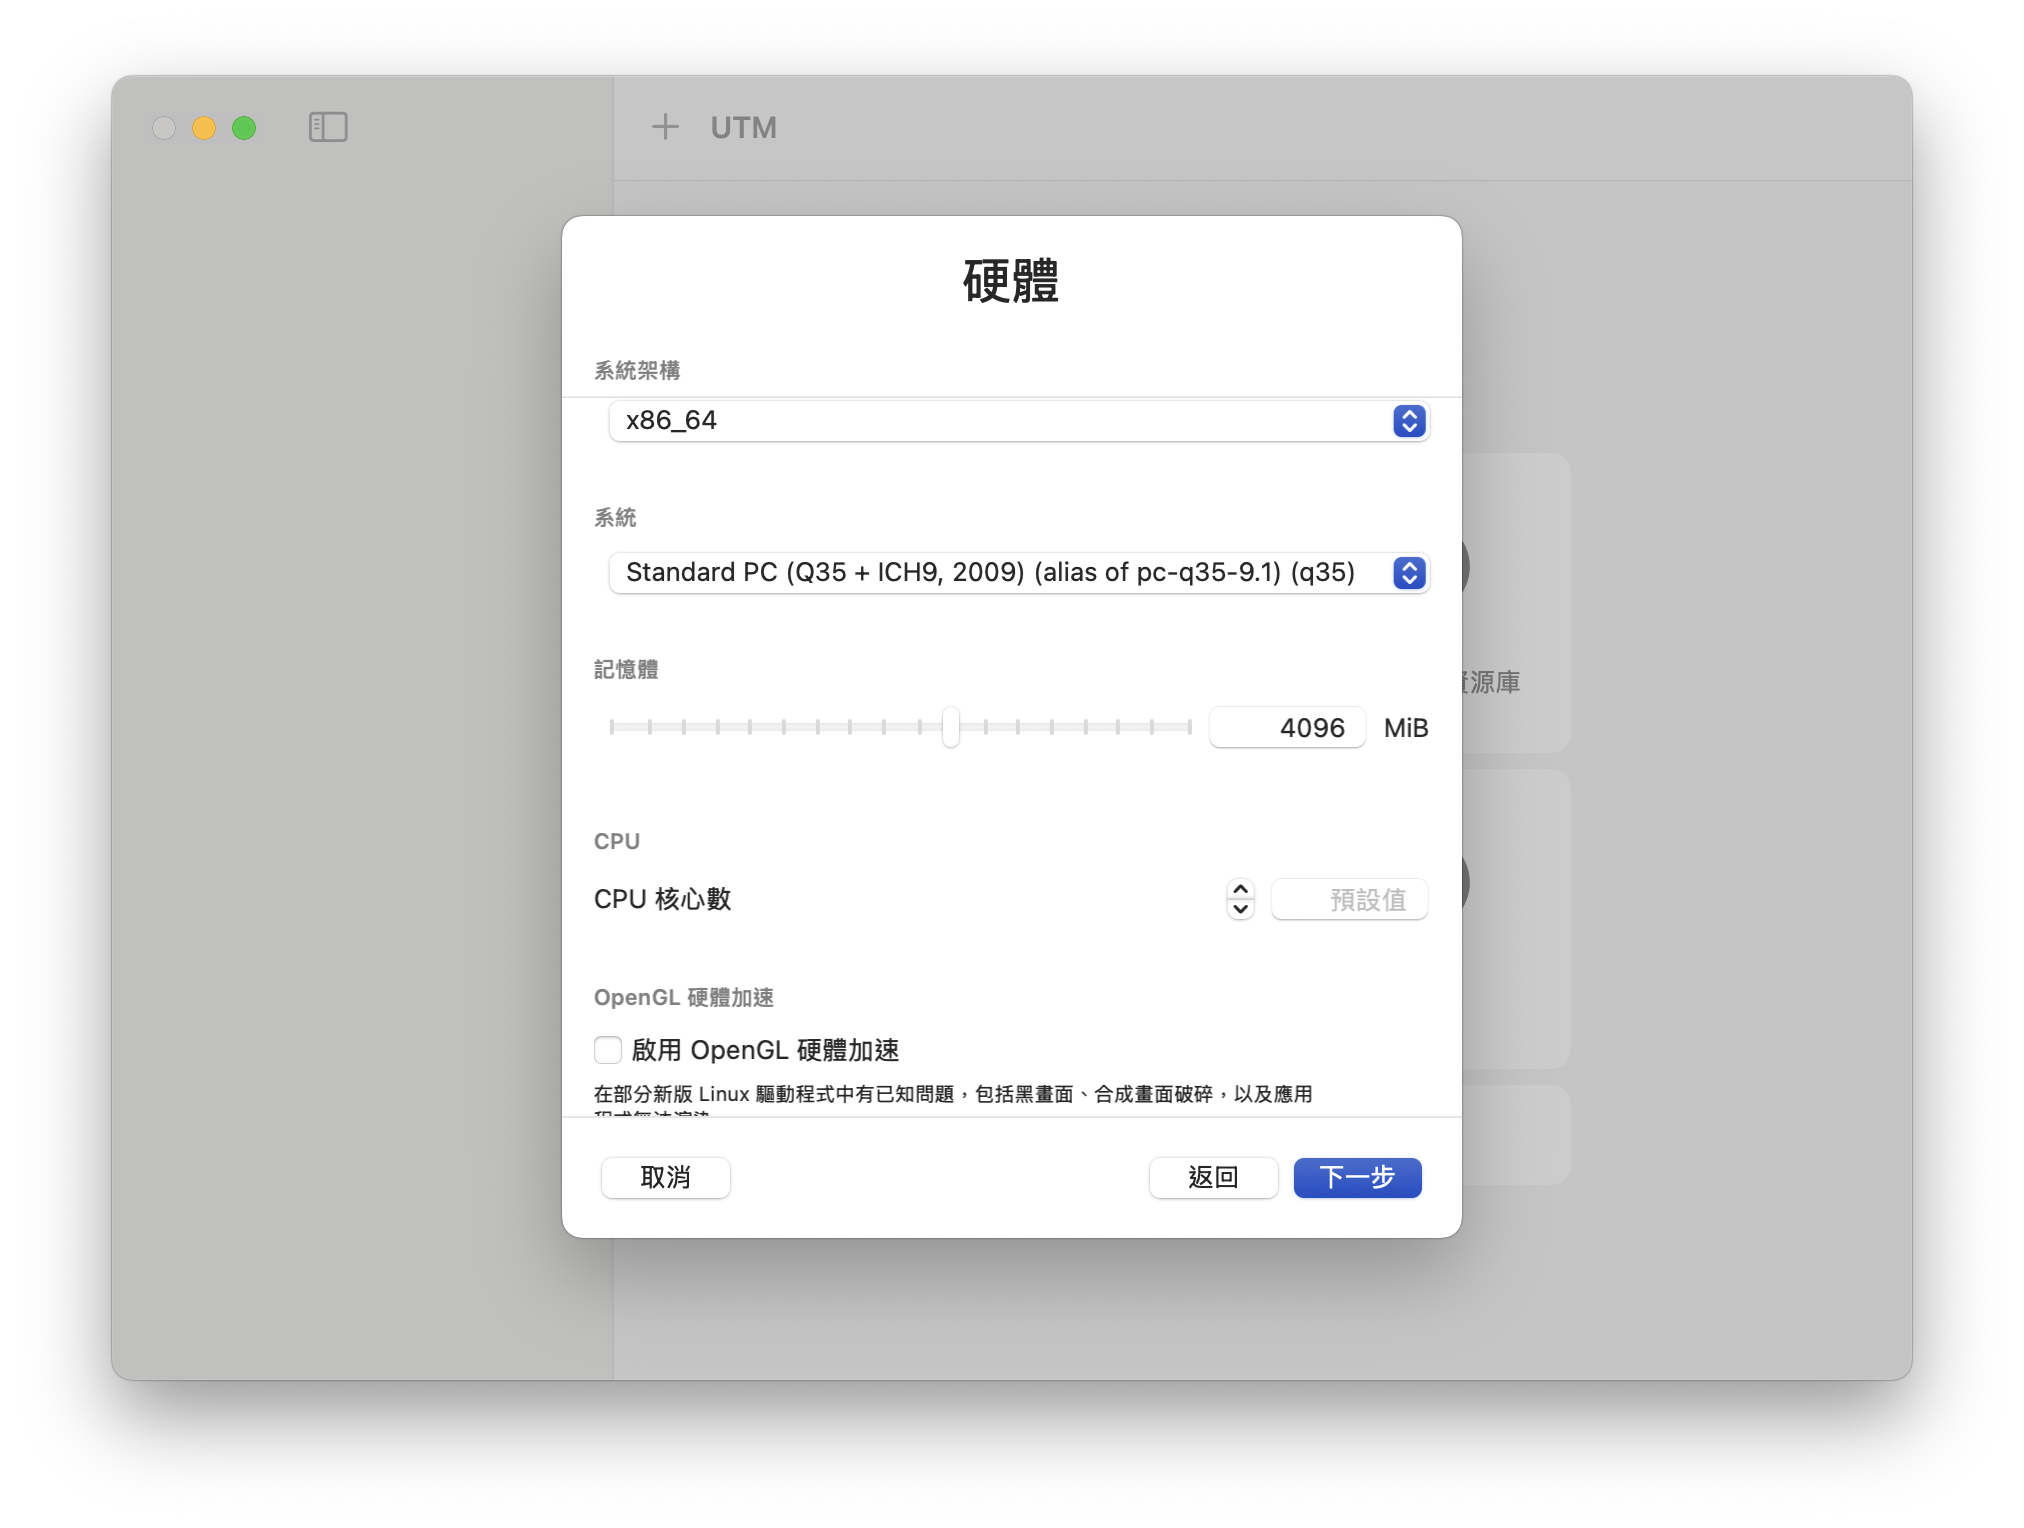 UTM
硬體
系統架構
x86_64
系統
Standard PC (Q35 + ICH9, 2009) (alias of pc-q35-9.1) (q35)
記憶體
4096 MiB
CPU
CPU 核心數
預設值
OpenGL 硬體加速
啟用 OpenGL 硬體加速
在部分新版 Linux 驅動程式中有已知問題，包括黑畫面、合成畫面破碎，以及應用
源庫
取消
返回
下一步